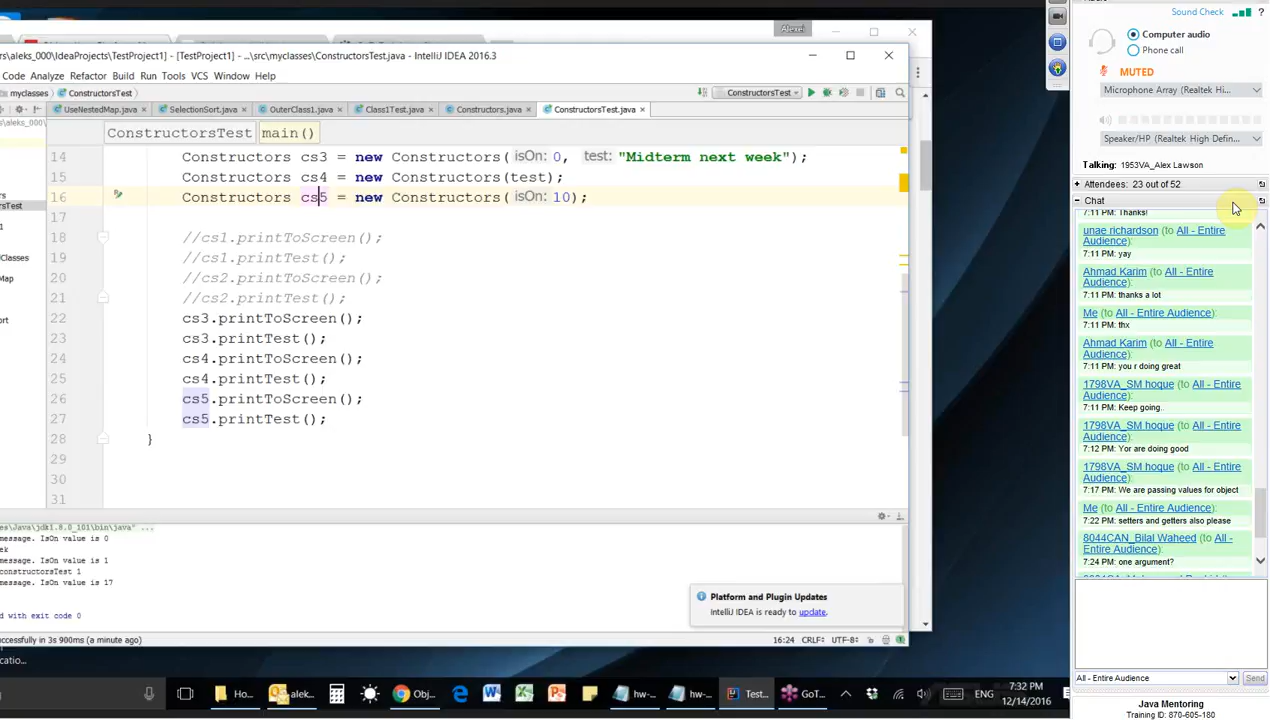 Alexei
rs\aleks_000\IdeaProjects\TestProject1] - [TestProject1] - ...\src\myclasses\ConstructorsTest.java - IntelliJ IDEA 2016.3
Code Analyze Refactor Build Run Tools VCS Window Help
myclasses ConstructorsTest
ConstructorsTest
UseNestedMap.java SelectionSort.java OuterClass1.java Class1Test.java Constructors.java ConstructorsTest.java
ConstructorsTest main()
14 Constructors cs3 = new Constructors( isOn: 0, test: "Midterm next week");
15 Constructors cs4 = new Constructors(test);
16 Constructors cs5 = new Constructors( isOn: 10);
17
18 //cs1.printToScreen();
19 //cs1.printTest();
20 //cs2.printToScreen();
21 //cs2.printTest();
22 cs3.printToScreen();
23 cs3.printTest();
24 cs4.printToScreen();
25 cs4.printTest();
26 cs5.printToScreen();
27 cs5.printTest();
28 }
29
30
31
rs
rsTest
1
Classes
Map
ort
es\Java\jdk1.8.0_101\bin\java" ...
message. IsOn value is 0
ek
message. IsOn value is 1
constructorsTest 1
message. IsOn value is 17
ed with exit code 0
Platform and Plugin Updates
IntelliJ IDEA is ready to update.
uccessfully in 3s 900ms (a minute ago)
16:24 CRLF÷ UTF-8÷
catio...
Ho... alek... Obj... hw-... hw-... Test... GoT... ENG
7:32 PM
12/14/2016
Audio
Sound Check ?
Computer audio
Phone call
MUTED
Microphone Array (Realtek Hi...
Speaker/HP (Realtek High Defin...
Talking: 1953VA_Alex Lawson
Attendees: 23 out of 52
Chat
7:11 PM: Thanks!
unae richardson (to All - Entire
Audience):
7:11 PM: yay
Ahmad Karim (to All - Entire
Audience):
7:11 PM: thanks a lot
Me (to All - Entire Audience):
7:11 PM: thx
Ahmad Karim (to All - Entire
Audience):
7:11 PM: you r doing great
1798VA_SM hoque (to All - Entire
Audience):
7:11 PM: Keep going..
1798VA_SM hoque (to All - Entire
Audience):
7:12 PM: Yor are doing good
1798VA_SM hoque (to All - Entire
Audience):
7:17 PM: We are passing values for object
Me (to All - Entire Audience):
7:22 PM: setters and getters also please
8044CAN_Bilal Waheed (to All -
Entire Audience):
7:24 PM: one argument?
All - Entire Audience
Send
Java Mentoring
Training ID: 870-605-180